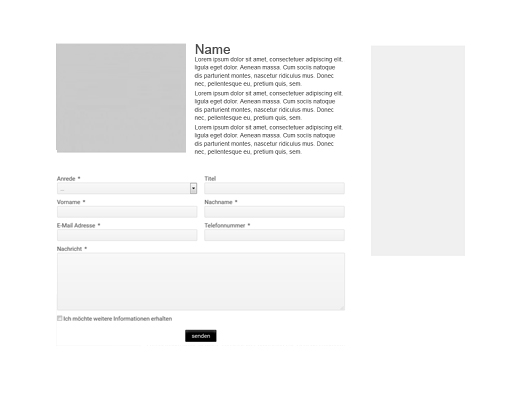 Name
Lorem ipsum dolor sit amet, consectetuer adipiscing elit.
ligula eget dolor. Aenean massa. Cum sociis natoque
dis parturient montes, nascetur ridiculus mus. Donec
nec, pellentesque eu, pretium quis, sem.
Lorem ipsum dolor sit amet, consectetuer adipiscing elit.
ligula eget dolor. Aenean massa. Cum sociis natoque
dis parturient montes, nascetur ridiculus mus. Donec
nec, pellentesque eu, pretium quis, sem.
Lorem ipsum dolor sit amet, consectetuer adipiscing elit.
ligula eget dolor. Aenean massa. Cum sociis natoque
dis parturient montes, nascetur ridiculus mus. Donec
nec, pellentesque eu, pretium quis, sem.
Anrede * Titel
...
Vorname * Nachname *
E-Mail Adresse * Telefonnummer *
Nachricht *
Ich möchte weitere Informationen erhalten
senden